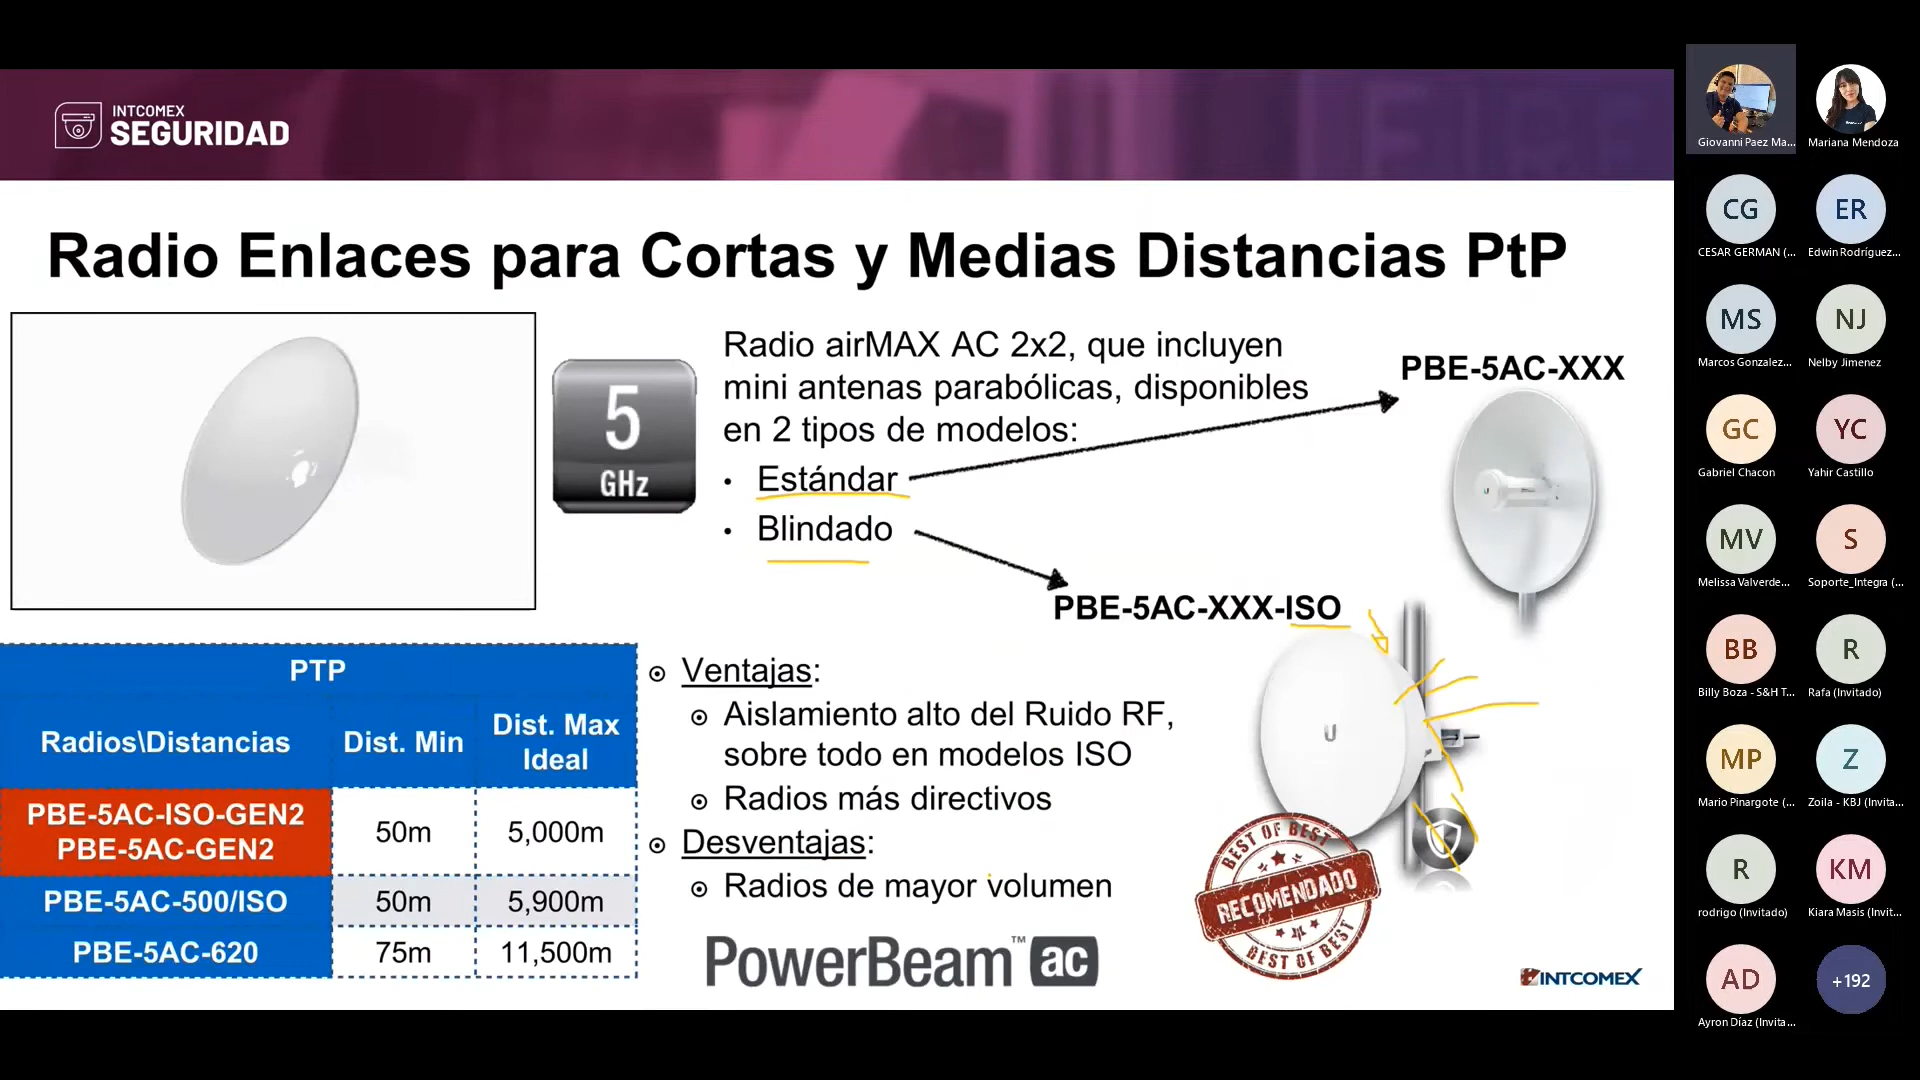 INTCOMEX
SEGURIDAD
Radio Enlaces para Cortas y Medias Distancias PtP
5
GHz
Radio airMAX AC 2x2, que incluyen
mini antenas parabólicas, disponibles
en 2 tipos de modelos:
• Estándar
• Blindado
PBE-5AC-XXX
PBE-5AC-XXX-ISO
PTP
Radios\Distancias
Dist. Min
Dist. Max
Ideal
PBE-5AC-ISO-GEN2
PBE-5AC-GEN2
50m
5,000m
PBE-5AC-500/ISO
50m
5,900m
PBE-5AC-620
75m
11,500m
Ventajas:
Aislamiento alto del Ruido RF,
sobre todo en modelos ISO
Radios más directivos
Desventajas:
Radios de mayor volumen
PowerBeam™ ac
BEST OF BEST
RECOMENDADO
BEST OF BEST
INTCOMEX
Giovanni Paez Ma...
Mariana Mendoza
CG
CESAR GERMAN (...
ER
Edwin Rodríguez...
MS
Marcos Gonzalez...
NJ
Nelby Jimenez
GC
Gabriel Chacon
YC
Yahir Castillo
MV
Melissa Valverde...
S
Soporte_Integra (...
BB
Billy Boza - S&H T...
R
Rafa (Invitado)
MP
Mario Pinargote (...
Z
Zoila - KBJ (Invita...
R
rodrigo (Invitado)
KM
Kiara Masis (Invit...
AD
Ayron Díaz (Invita...
+192